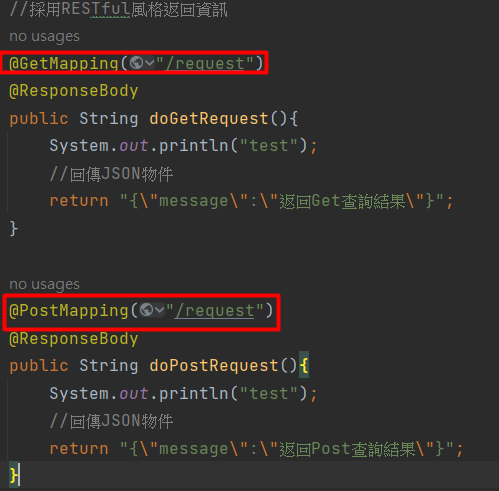 //採用RESTful風格返回資訊
no usages
@GetMapping("/request")
@ResponseBody
public String doGetRequest(){
System.out.println("test");
//回傳JSON物件
return "{\"message\":\"返回Get查詢結果\"}";
}
no usages
@PostMapping("/request")
@ResponseBody
public String doPostRequest(){
System.out.println("test");
//回傳JSON物件
return "{\"message\":\"返回Post查詢結果\"}";
}